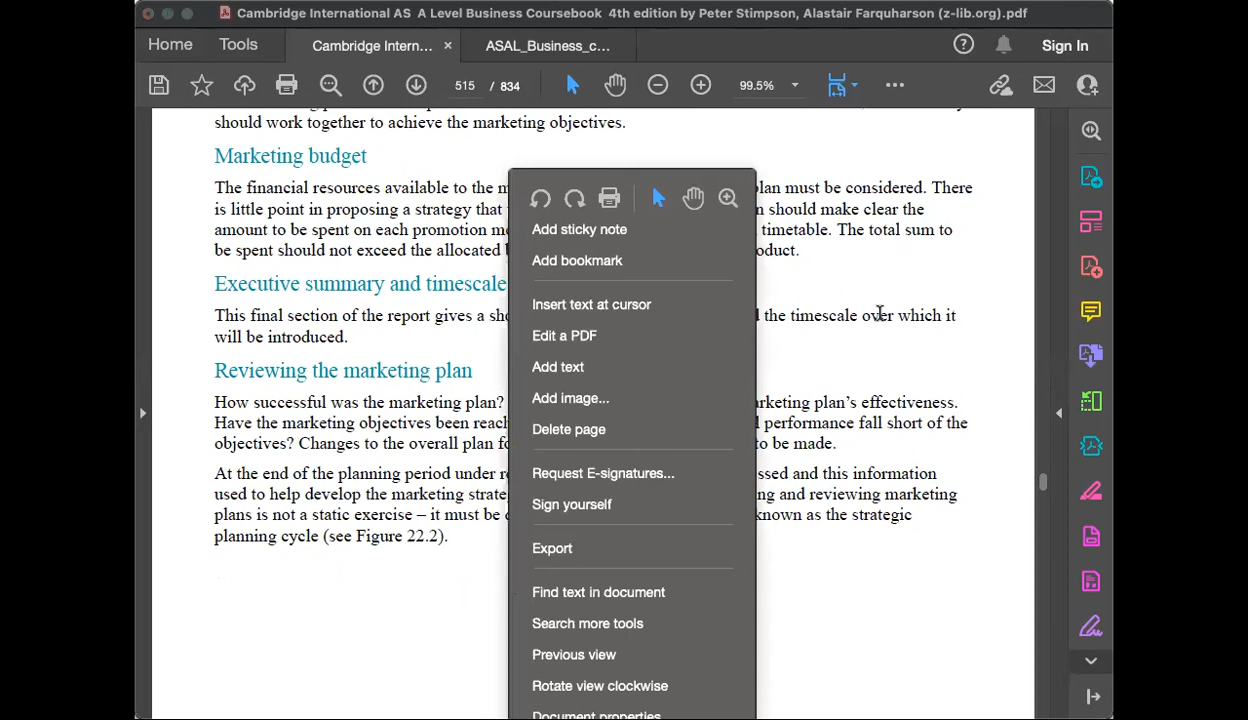 Cambridge International AS A Level Business Coursebook 4th edition by Peter Stimpson, Alastair Farquharson (z-lib.org).pdf
Home Tools Cambridge Intern... × ASAL_Business_c... Sign In
515 / 834 99.5%
should work together to achieve the marketing objectives.
Marketing budget
The financial resources available to the m plan must be considered. There
is little point in proposing a strategy that n should make clear the
amount to be spent on each promotion me timetable. The total sum to
be spent should not exceed the allocated b oduct.
Executive summary and timescale
This final section of the report gives a sho d the timescale over which it
will be introduced.
Reviewing the marketing plan
How successful was the marketing plan? arketing plan's effectiveness.
Have the marketing objectives been reach d performance fall short of the
objectives? Changes to the overall plan fo to be made.
At the end of the planning period under re ssed and this information
used to help develop the marketing strate ng and reviewing marketing
plans is not a static exercise – it must be known as the strategic
planning cycle (see Figure 22.2).
Add sticky note
Add bookmark
Insert text at cursor
Edit a PDF
Add text
Add image...
Delete page
Request E-signatures...
Sign yourself
Export
Find text in document
Search more tools
Previous view
Rotate view clockwise
Document properties